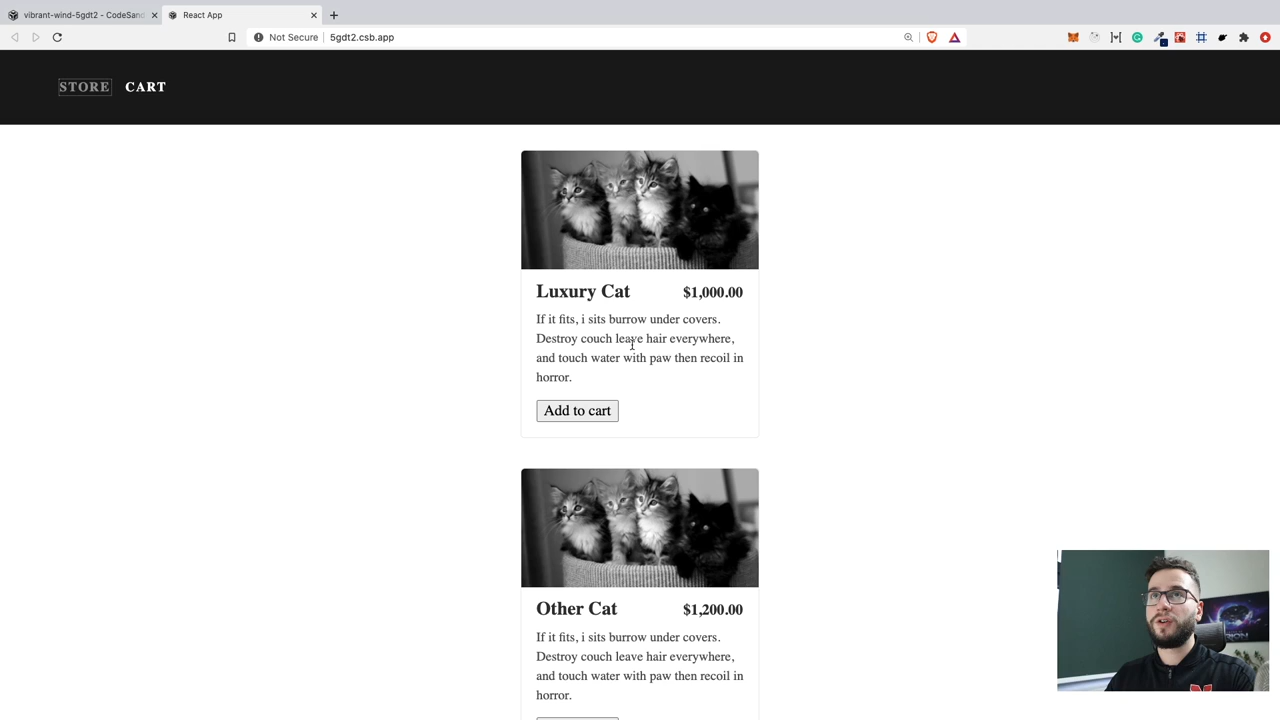 vibrant-wind-5gdt2 - CodeSand
React App
Not Secure
5gdt2.csb.app
STORE
CART
Luxury Cat
$1,000.00
If it fits, i sits burrow under covers.
Destroy couch leave hair everywhere,
and touch water with paw then recoil in
horror.
Add to cart
Other Cat
$1,200.00
If it fits, i sits burrow under covers.
Destroy couch leave hair everywhere,
and touch water with paw then recoil in
horror.